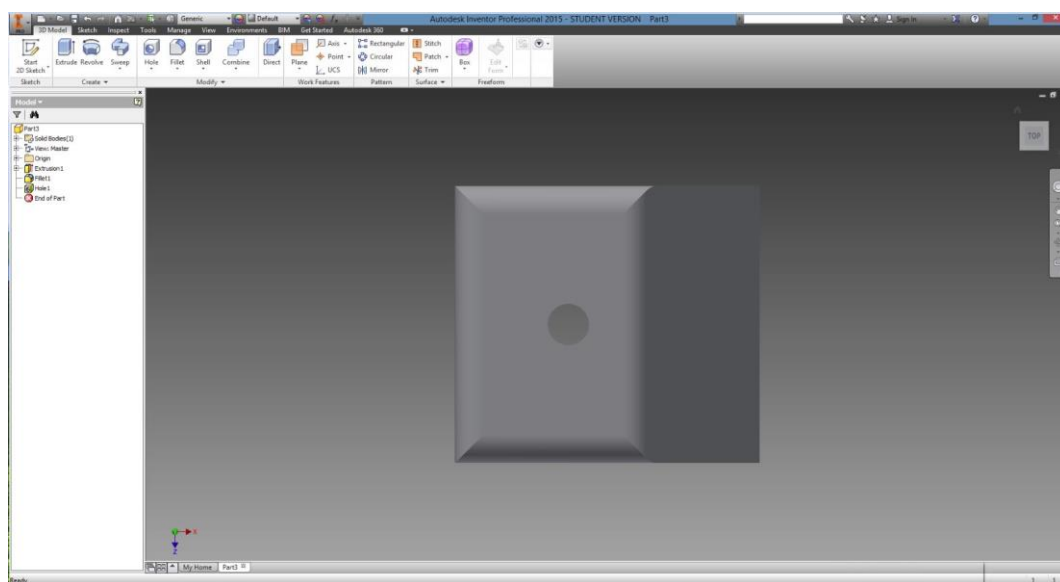 Generic Default Autodesk Inventor Professional 2015 - STUDENT VERSION Part3 Sign In
PRO 3D Model Sketch Inspect Tools Manage View Environments BIM Get Started Autodesk 360
Start
2D Sketch Extrude Revolve Sweep Hole Fillet Shell Combine Direct Plane Axis Point UCS Rectangular Circular Mirror Stitch Patch Trim Box Edit
Form
Sketch Create Modify Work Features Pattern Surface Freeform
Model
Part3
Solid Bodies(1)
View: Master
Origin
Extrusion1
Fillet1
Hole1
End of Part
TOP
X
Z
My Home Part3
Ready 1 1